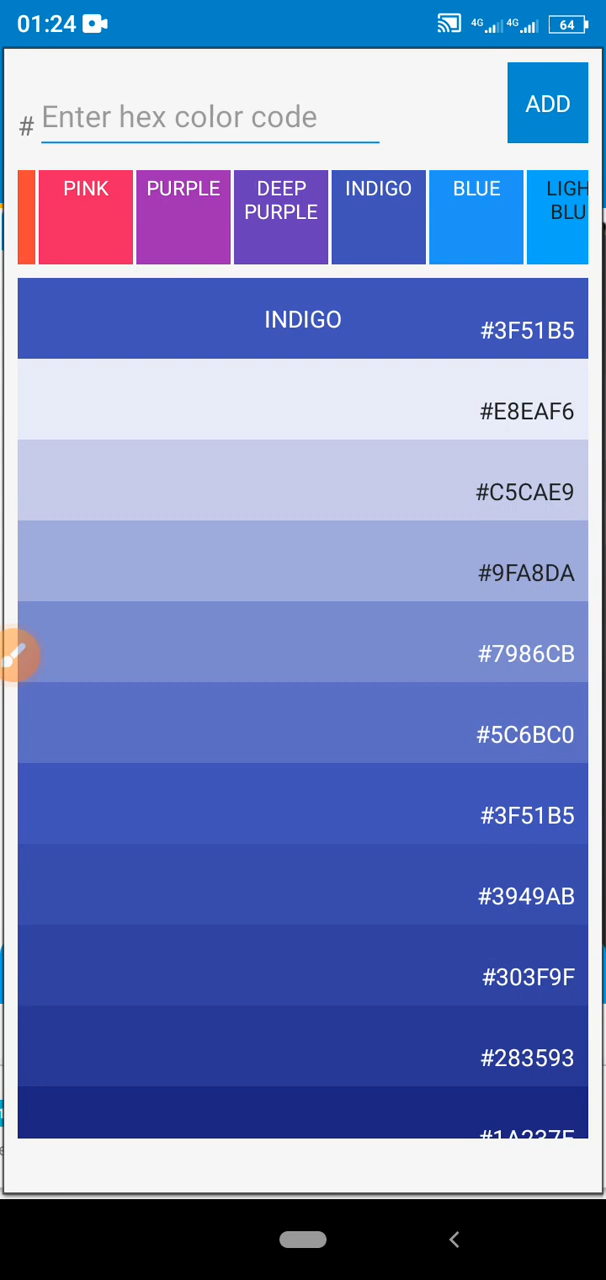 01:24
4G 4G 64
# Enter hex color code
ADD
PINK
PURPLE
DEEP
PURPLE
INDIGO
BLUE
INDIGO
#3F51B5
#E8EAF6
#C5CAE9
#9FA8DA
#7986CB
#5C6BC0
#3F51B5
#3949AB
#303F9F
#283593